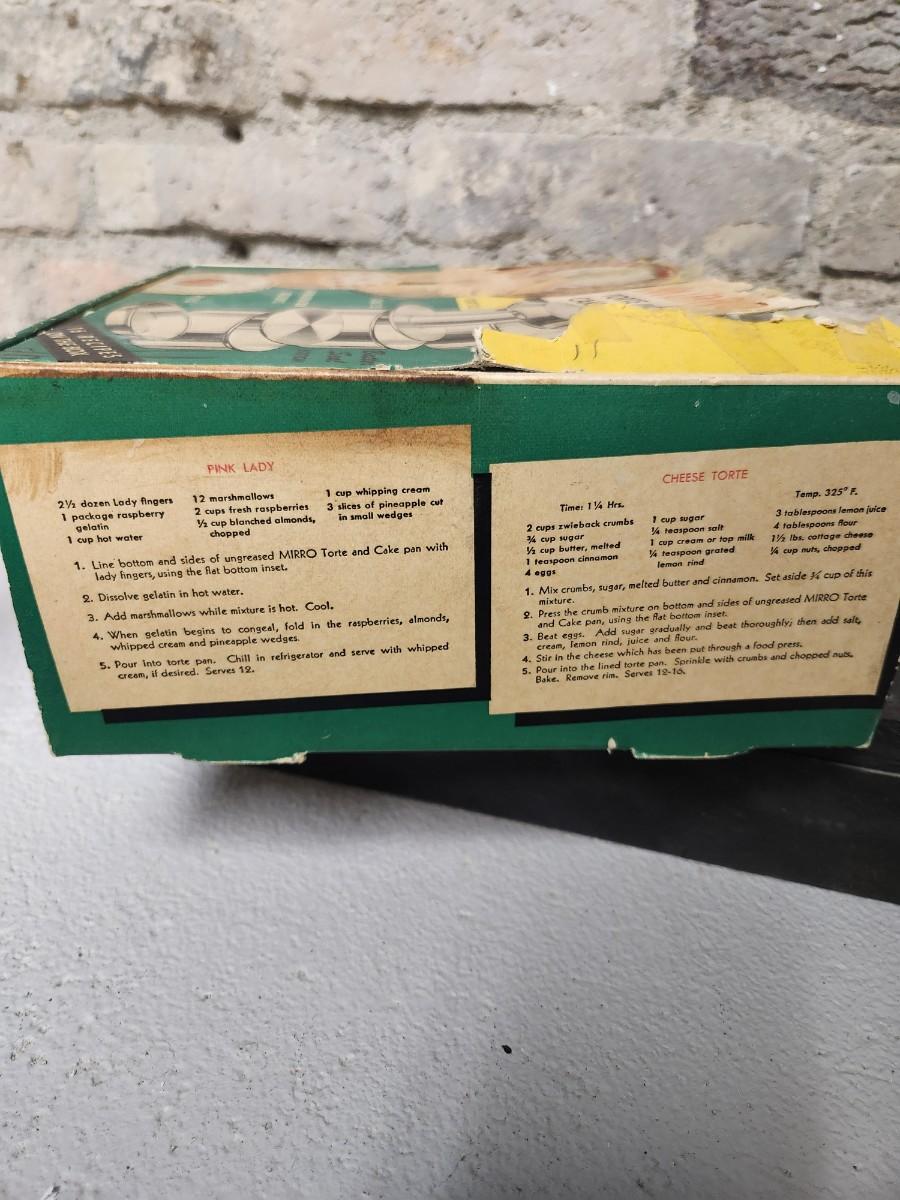 RECIPES
PINK LADY
2½ dozen Lady fingers
1 package raspberry
gelatin
1 cup hot water
12 marshmallows
2 cups fresh raspberries
½ cup blanched almonds,
chopped
1 cup whipping cream
3 slices of pineapple cut
in small wedges
1. Line bottom and sides of ungreased MIRRO Torte and Cake pan with
lady fingers, using the flat bottom inset.
2. Dissolve gelatin in hot water.
3. Add marshmallows while mixture is hot. Cool.
4. When gelatin begins to congeal, fold in the raspberries, almonds,
whipped cream and pineapple wedges.
5. Pour into torte pan. Chill in refrigerator and serve with whipped
cream, if desired. Serves 12.
CHEESE TORTE
Time: 1¼ Hrs.
Temp. 325° F.
2 cups zwieback crumbs
¾ cup sugar
½ cup butter, melted
1 teaspoon cinnamon
4 eggs
1 cup sugar
¼ teaspoon salt
1 cup cream or top milk
¼ teaspoon grated
lemon rind
3 tablespoons lemon juice
4 tablespoons flour
1½ lbs. cottage cheese
¼ cup nuts, chopped
1. Mix crumbs, sugar, melted butter and cinnamon. Set aside ¾ cup of this
mixture.
2. Press the crumb mixture on bottom and sides of ungreased MIRRO Torte
and Cake pan, using the flat bottom inset.
3. Beat eggs. Add sugar gradually and beat thoroughly; then add salt,
cream, lemon rind, juice and flour.
4. Stir in the cheese which has been put through a food press.
5. Pour into the lined torte pan. Sprinkle with crumbs and chopped nuts.
Bake. Remove rim. Serves 12-16.